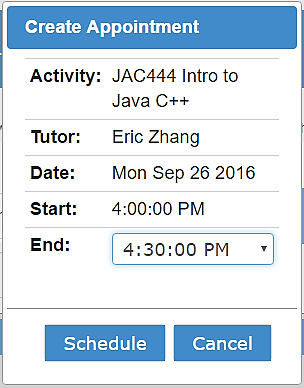 Create Appointment
Activity: JAC444 Intro to
Java C++
Tutor: Eric Zhang
Date: Mon Sep 26 2016
Start: 4:00:00 PM
End: 4:30:00 PM
Schedule Cancel